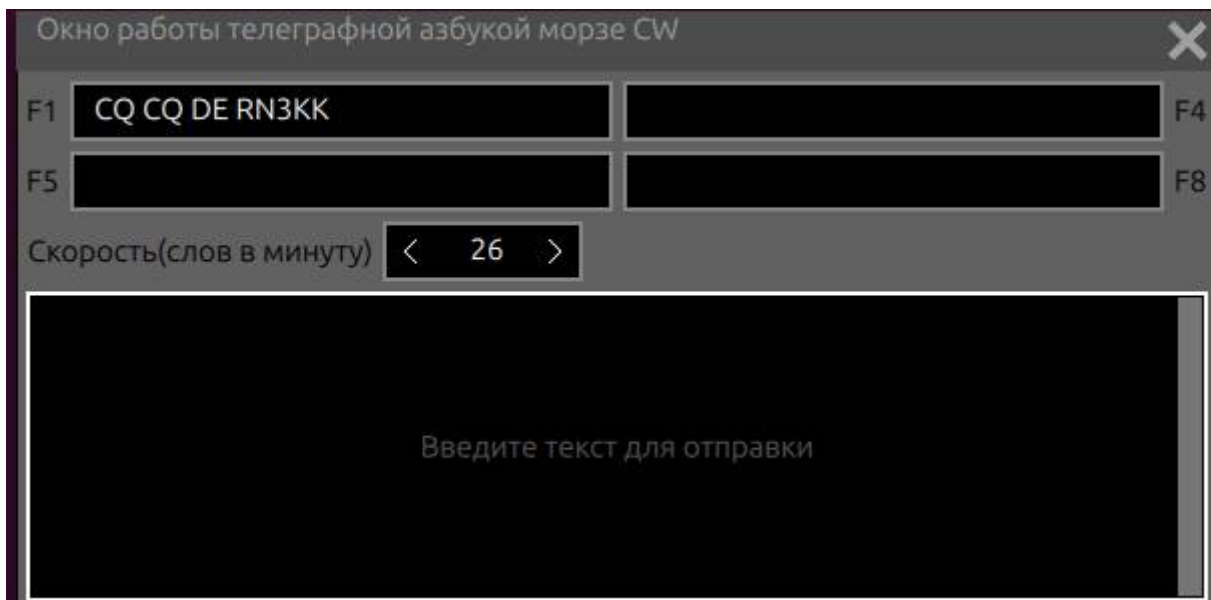 Окно работы телеграфной азбукой морзе CW
F1 CQ CQ DE RN3KK F4
F5 F8
Скорость(слов в минуту) < 26 >
Введите текст для отправки